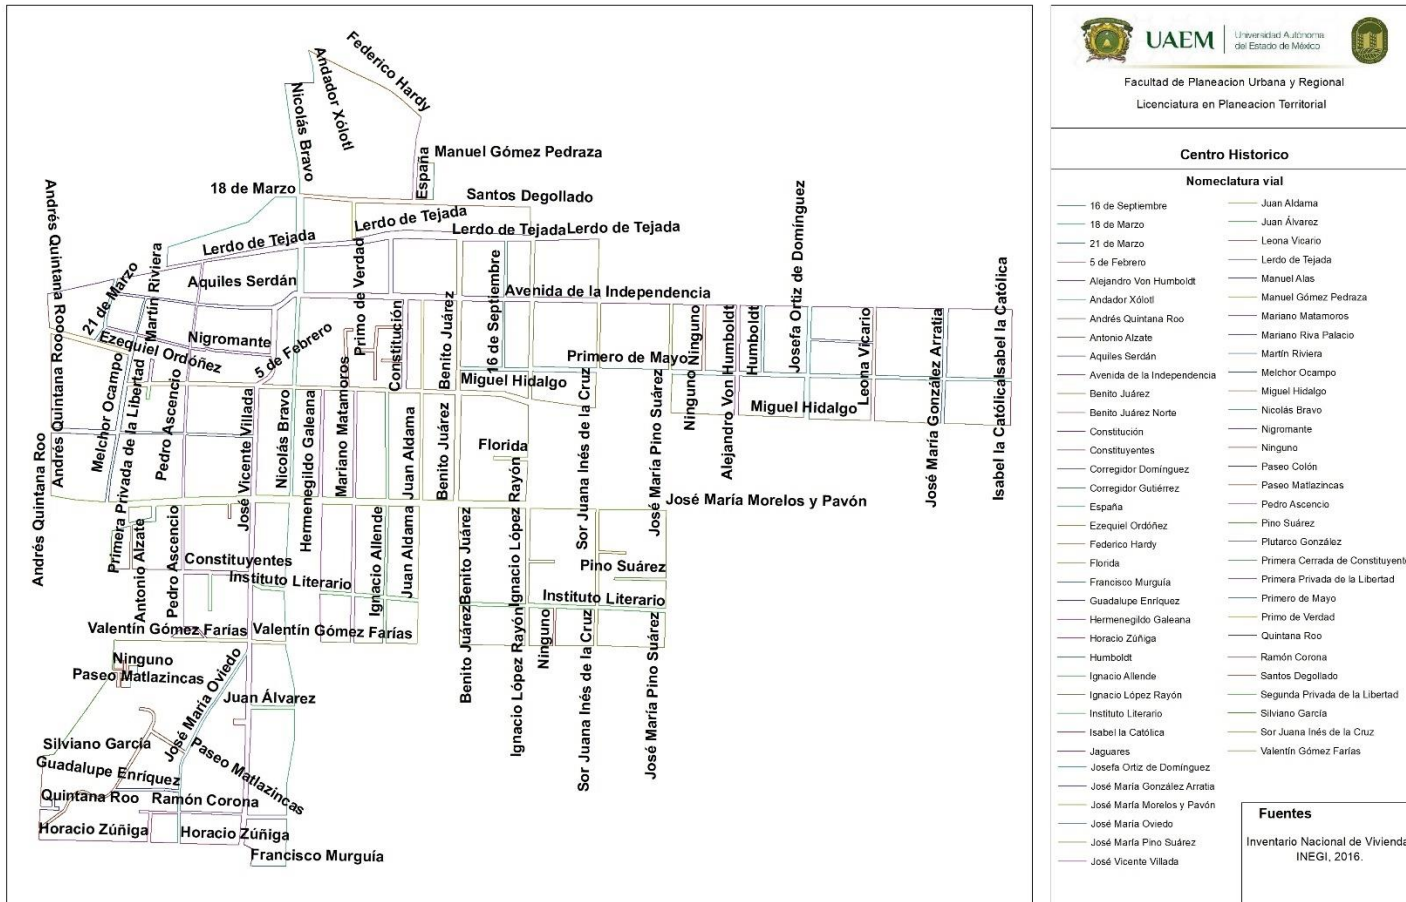 Federico Hardy
Andador Xólotl
Nicolás Bravo
España
Manuel Gómez Pedraza
18 de Marzo
Santos Degollado
Andrés Quintana Roo
Lerdo de Tejada
Lerdo de Tejada
Lerdo de Tejada
Lerdo de Tejada
Josefa Ortiz de Domínguez
21 de Marzo
Martín Riviera
Aquiles Serdán
Primo de Verdad
16 de Septiembre
Avenida de la Independencia
Isabel la Católica
Andrés Quintana Roo
Ezequiel Ordóñez
Nigromante
5 de Febrero
Constitución
Benito Juárez
Primero de Mayo
Miguel Hidalgo
Ninguno
Ninguno
Alejandro Von Humboldt
Humboldt
Miguel Hidalgo
Leona Vicario
José María González Arratia
Isabel la Católica
Melchor Ocampo
Primera Privada de la Libertad
Pedro Ascencio
José Vicente Villada
Nicolás Bravo
Hermenegildo Galeana
Mariano Matamoros
Juan Aldama
Benito Juárez
Florida
Ignacio López Rayón
Sor Juana Inés de la Cruz
José María Pino Suárez
José María Morelos y Pavón
Andrés Quintana Roo
Antonio Alzate
Pedro Ascencio
Constituyentes
Instituto Literario
Ignacio Allende
Juan Aldama
Benito Juárez
Ignacio López Rayón
Pino Suárez
Instituto Literario
Valentín Gómez Farías
Valentín Gómez Farías
Benito Juárez
Ignacio López Rayón
Ninguno
Sor Juana Inés de la Cruz
José María Pino Suárez
Ninguno
Paseo Matlazincas
José María Oviedo
Juan Álvarez
Silviano García
Paseo Matlazincas
Guadalupe Enríquez
Quintana Roo
Ramón Corona
Horacio Zúñiga
Horacio Zúñiga
Francisco Murguía
UAEM
Universidad Autónoma
del Estado de México
Facultad de Planeacion Urbana y Regional
Licenciatura en Planeacion Territorial
Centro Historico
Nomeclatura vial
16 de Septiembre
18 de Marzo
21 de Marzo
5 de Febrero
Alejandro Von Humboldt
Andador Xólotl
Andrés Quintana Roo
Antonio Alzate
Aquiles Serdán
Avenida de la Independencia
Benito Juárez
Benito Juárez Norte
Constitución
Constituyentes
Corregidor Domínguez
Corregidor Gutiérrez
España
Ezequiel Ordóñez
Federico Hardy
Florida
Francisco Murguía
Guadalupe Enríquez
Hermenegildo Galeana
Horacio Zúñiga
Humboldt
Ignacio Allende
Ignacio López Rayón
Instituto Literario
Isabel la Católica
Jaguares
Josefa Ortiz de Domínguez
José María González Arratia
José María Morelos y Pavón
José María Oviedo
José María Pino Suárez
José Vicente Villada
Juan Aldama
Juan Álvarez
Leona Vicario
Lerdo de Tejada
Manuel Alas
Manuel Gómez Pedraza
Mariano Matamoros
Mariano Riva Palacio
Martín Riviera
Melchor Ocampo
Miguel Hidalgo
Nicolás Bravo
Nigromante
Ninguno
Paseo Colón
Paseo Matlazincas
Pedro Ascencio
Pino Suárez
Plutarco González
Primera Cerrada de Constituyente
Primera Privada de la Libertad
Primero de Mayo
Primo de Verdad
Quintana Roo
Ramón Corona
Santos Degollado
Segunda Privada de la Libertad
Silviano García
Sor Juana Inés de la Cruz
Valentín Gómez Farías
Fuentes
Inventario Nacional de Vivienda
INEGI, 2016.